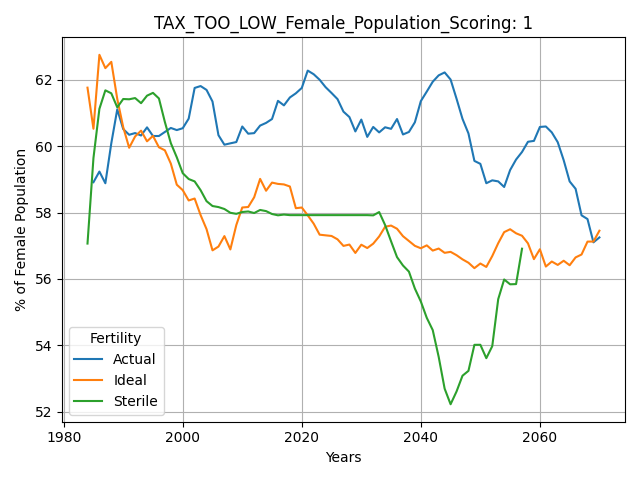 TAX_TOO_LOW_Female_Population_Scoring: 1
% of Female Population
62
60
58
56
54
52
Fertility
Actual
Ideal
Sterile
1980
2000
2020
2040
2060
Years